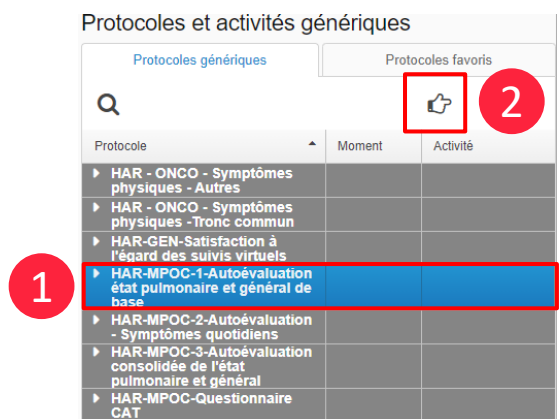 Protocoles et activités génériques
Protocoles génériques
Protocoles favoris
2
Protocole
Moment
Activité
HAR - ONCO - Symptômes
physiques - Autres
HAR - ONCO - Symptômes
physiques -Tronc commun
HAR-GEN-Satisfaction à
l'égard des suivis virtuels
1
HAR-MPOC-1-Autoévaluation
état pulmonaire et général de
base
HAR-MPOC-2-Autoévaluation
- Symptômes quotidiens
HAR-MPOC-3-Autoévaluation
consolidée de l'état
pulmonaire et général
HAR-MPOC-Questionnaire
CAT